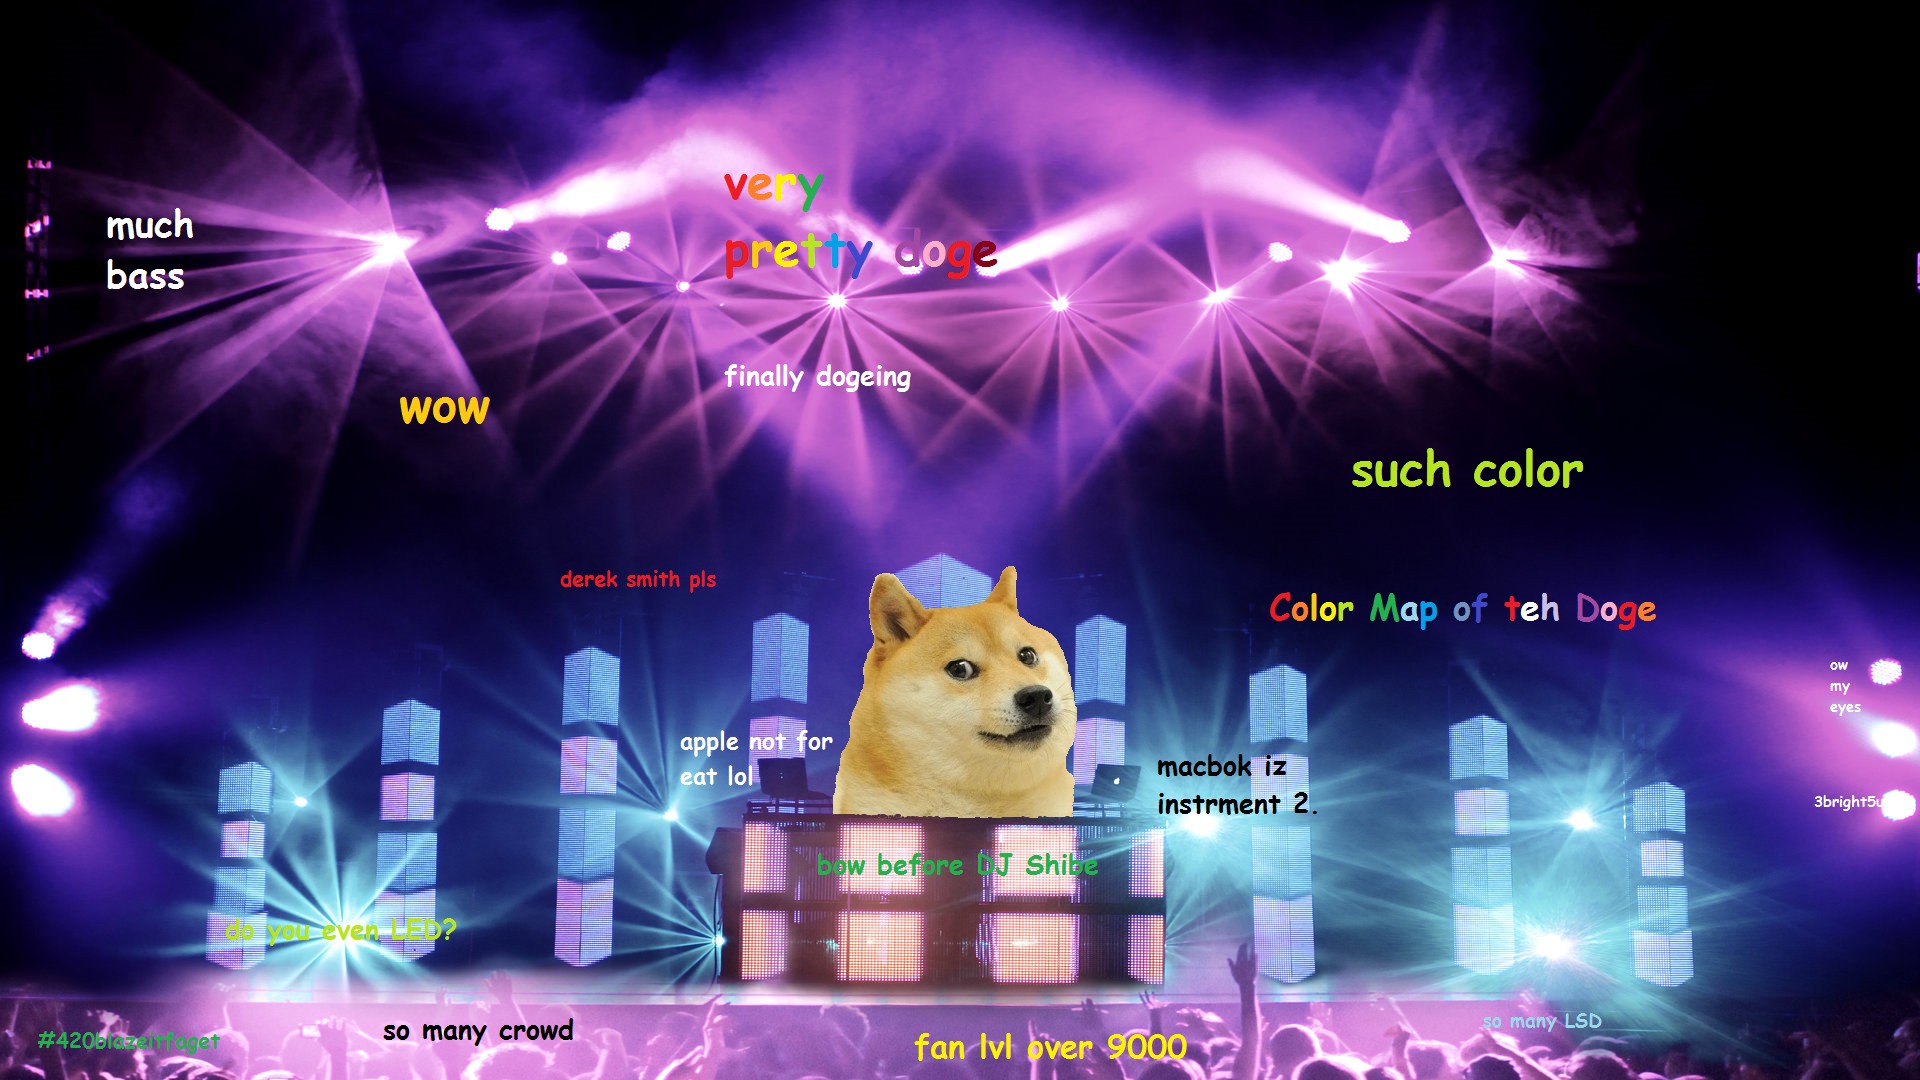 very
pretty doge
much
bass
finally dogeing
wow
such color
derek smith pls
Color Map of teh Doge
ow
my
eyes
apple not for
eat lol
macbok iz
instrment 2.
3bright5u
bow before DJ Shibe
do you even LED?
so many LSD
so many crowd
#420blazeitfaget
fan lvl over 9000